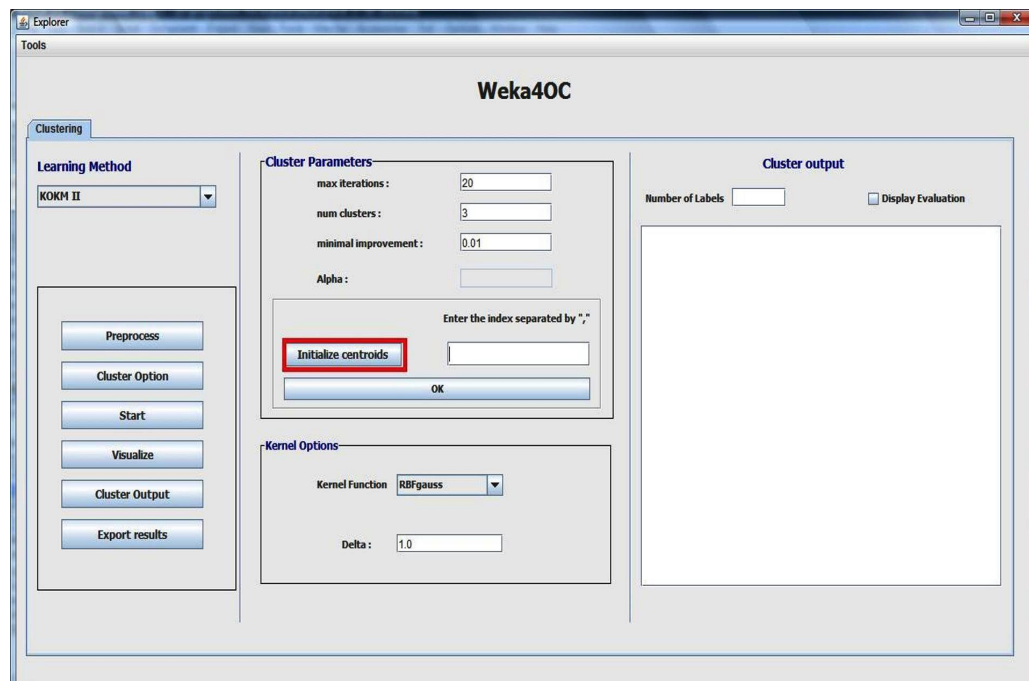 Explorer
Tools
Weka4OC
Clustering
Learning Method
KOKM II
Preprocess
Cluster Option
Start
Visualize
Cluster Output
Export results
Cluster Parameters
max iterations :
20
num clusters :
3
minimal improvement :
0.01
Alpha :
Enter the index separated by ","
Initialize centroids
OK
Kernel Options
Kernel Function
RBFgauss
Delta :
1.0
Cluster output
Number of Labels
Display Evaluation